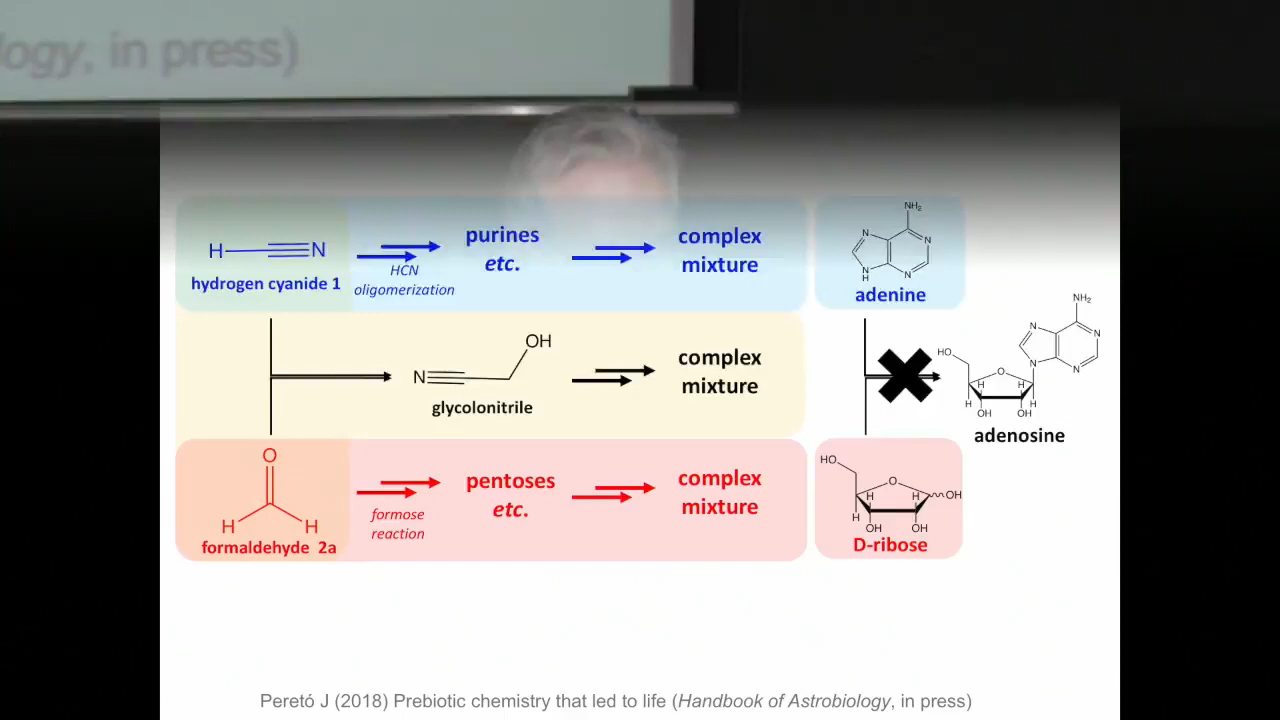 logy, in press)
H N
hydrogen cyanide 1
HCN
oligomerization
purines
etc.
complex
mixture
NH₂
N
N
N
H
N
adenine
OH
N
glycolonitrile
complex
mixture
NH₂
N
N
N
N
HO
O
H
H
H
H
OH
OH
adenosine
O
H
H
formaldehyde 2a
formose
reaction
pentoses
etc.
complex
mixture
HO
O
H
H
OH
H
OH
OH
D-ribose
Peretó J (2018) Prebiotic chemistry that led to life (Handbook of Astrobiology, in press)